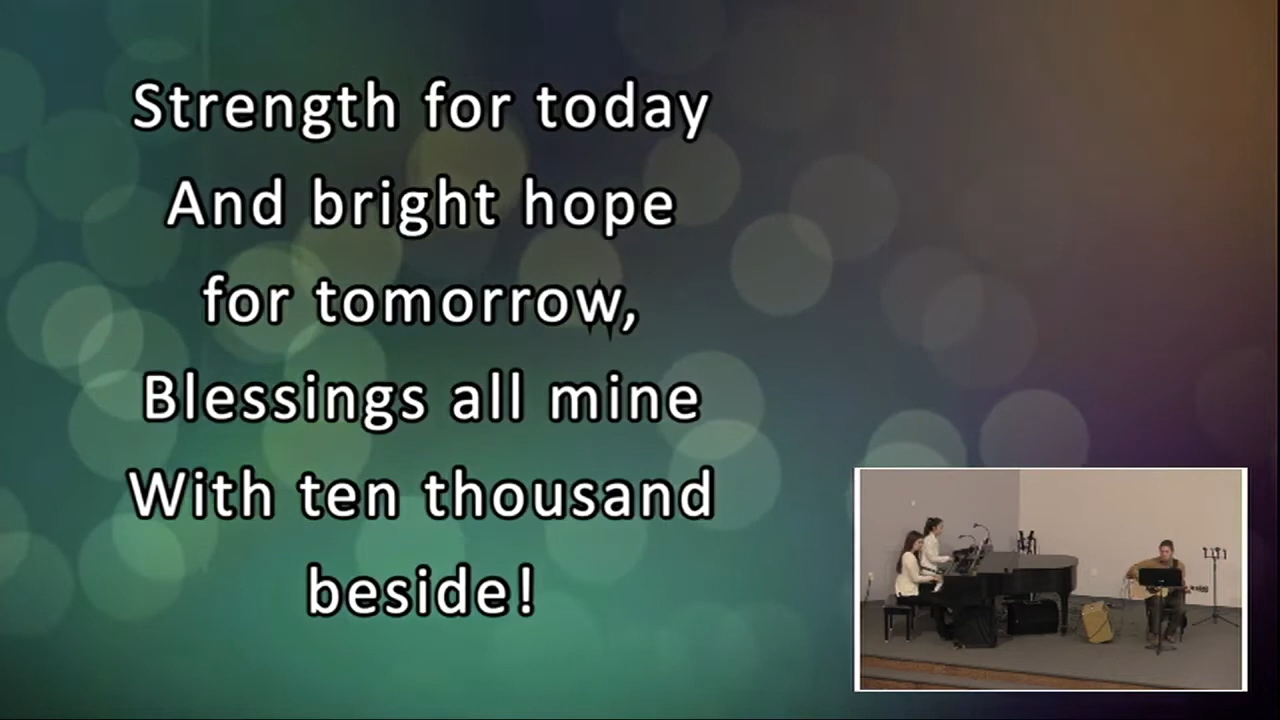 Strength for today
And bright hope
for tomorrow,
Blessings all mine
With ten thousand
beside!